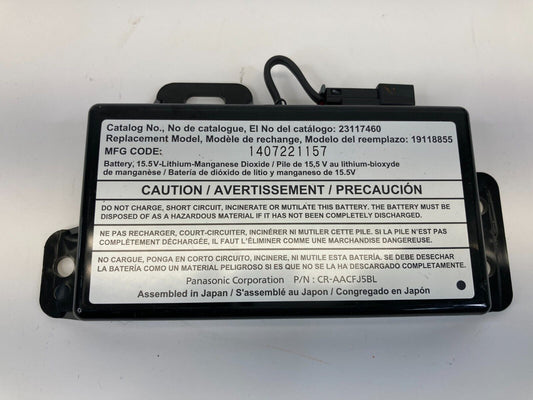 Catalog No., No de catalogue, El No del catálogo: 23117460
Replacement Model, Modèle de rechange, Modelo del reemplazo: 19118855
MFG CODE: 1407221157
Battery, 15.5V-Lithium-Manganese Dioxide / Pile de 15,5 V au lithium-bioxyde
de manganèse / Batería de dióxido de litio y manganeso de 15.5V
CAUTION / AVERTISSEMENT / PRECAUCIÓN
DO NOT CHARGE, SHORT CIRCUIT, INCINERATE OR MUTILATE THIS BATTERY. THE BATTERY MUST BE
DISPOSED OF AS A HAZARDOUS MATERIAL IF IT HAS NOT BEEN COMPLETELY DISCHARGED.
NE PAS RECHARGER, COURT-CIRCUITER, INCINÉRER NI MUTILER CETTE PILE. SI LA PILE N'EST PAS
COMPLÈTEMENT DÉCHARGÉE, IL FAUT L'ÉLIMINER COMME UNE MARCHANDISE DANGEREUSE.
NO CARGUE, PONGA EN CORTO CIRCUITO, INCINERE, NI MUTILE ESTA BATERÍA. SE DEBE DESECHAR
LA BATERÍA COMO UN MATERIAL PELIGROSO SI ES QUE NO SE LA HA DESCARGADO COMPLETAMENTE.
Panasonic Corporation P/N : CR-AACFJ5BL
Assembled in Japan / S'assemblé au Japon / Congregado en Japón